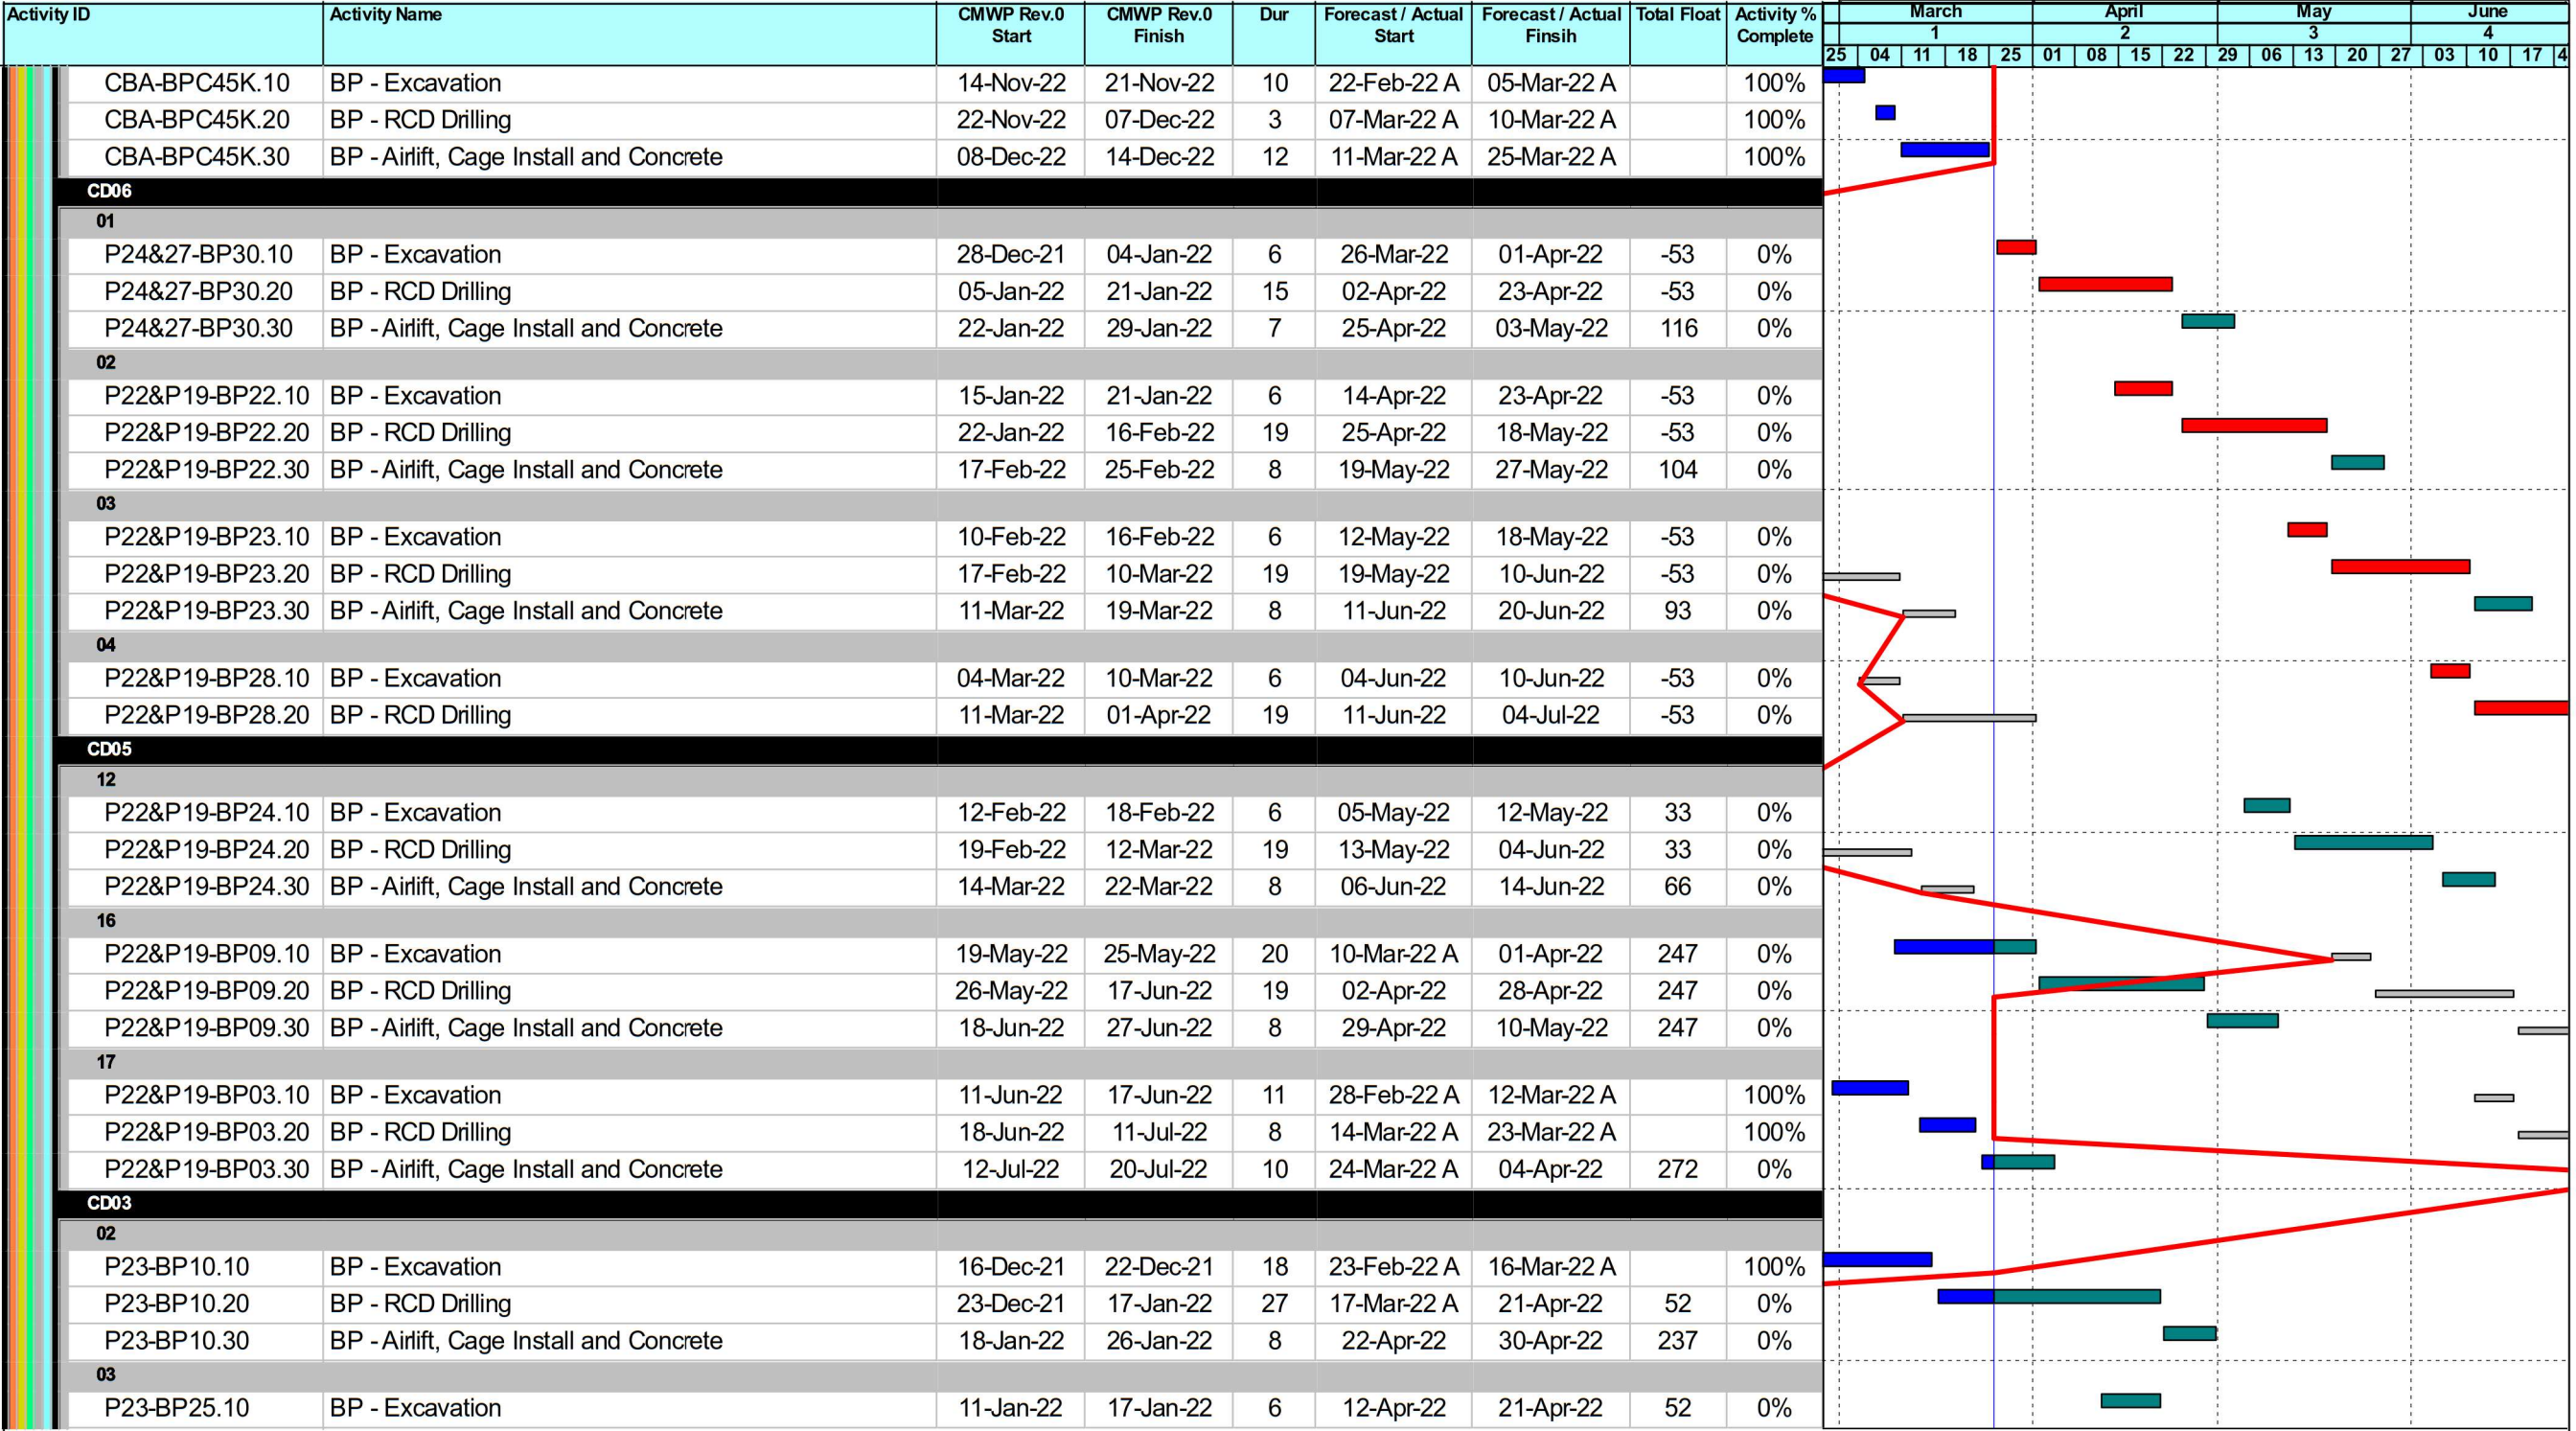 Activity ID Activity Name CMWP Rev.0 Start CMWP Rev.0 Finish Dur Forecast / Actual Start Forecast / Actual Finsih Total Float Activity % Complete March April May June
1 2 3 4
25 04 11 18 25 01 08 15 22 29 06 13 20 27 03 10 17 4
CBA-BPC45K.10 BP - Excavation 14-Nov-22 21-Nov-22 10 22-Feb-22 A 05-Mar-22 A 100%
CBA-BPC45K.20 BP - RCD Drilling 22-Nov-22 07-Dec-22 3 07-Mar-22 A 10-Mar-22 A 100%
CBA-BPC45K.30 BP - Airlift, Cage Install and Concrete 08-Dec-22 14-Dec-22 12 11-Mar-22 A 25-Mar-22 A 100%
CD06
01
P24&27-BP30.10 BP - Excavation 28-Dec-21 04-Jan-22 6 26-Mar-22 01-Apr-22 -53 0%
P24&27-BP30.20 BP - RCD Drilling 05-Jan-22 21-Jan-22 15 02-Apr-22 23-Apr-22 -53 0%
P24&27-BP30.30 BP - Airlift, Cage Install and Concrete 22-Jan-22 29-Jan-22 7 25-Apr-22 03-May-22 116 0%
02
P22&P19-BP22.10 BP - Excavation 15-Jan-22 21-Jan-22 6 14-Apr-22 23-Apr-22 -53 0%
P22&P19-BP22.20 BP - RCD Drilling 22-Jan-22 16-Feb-22 19 25-Apr-22 18-May-22 -53 0%
P22&P19-BP22.30 BP - Airlift, Cage Install and Concrete 17-Feb-22 25-Feb-22 8 19-May-22 27-May-22 104 0%
03
P22&P19-BP23.10 BP - Excavation 10-Feb-22 16-Feb-22 6 12-May-22 18-May-22 -53 0%
P22&P19-BP23.20 BP - RCD Drilling 17-Feb-22 10-Mar-22 19 19-May-22 10-Jun-22 -53 0%
P22&P19-BP23.30 BP - Airlift, Cage Install and Concrete 11-Mar-22 19-Mar-22 8 11-Jun-22 20-Jun-22 93 0%
04
P22&P19-BP28.10 BP - Excavation 04-Mar-22 10-Mar-22 6 04-Jun-22 10-Jun-22 -53 0%
P22&P19-BP28.20 BP - RCD Drilling 11-Mar-22 01-Apr-22 19 11-Jun-22 04-Jul-22 -53 0%
CD05
12
P22&P19-BP24.10 BP - Excavation 12-Feb-22 18-Feb-22 6 05-May-22 12-May-22 33 0%
P22&P19-BP24.20 BP - RCD Drilling 19-Feb-22 12-Mar-22 19 13-May-22 04-Jun-22 33 0%
P22&P19-BP24.30 BP - Airlift, Cage Install and Concrete 14-Mar-22 22-Mar-22 8 06-Jun-22 14-Jun-22 66 0%
16
P22&P19-BP09.10 BP - Excavation 19-May-22 25-May-22 20 10-Mar-22 A 01-Apr-22 247 0%
P22&P19-BP09.20 BP - RCD Drilling 26-May-22 17-Jun-22 19 02-Apr-22 28-Apr-22 247 0%
P22&P19-BP09.30 BP - Airlift, Cage Install and Concrete 18-Jun-22 27-Jun-22 8 29-Apr-22 10-May-22 247 0%
17
P22&P19-BP03.10 BP - Excavation 11-Jun-22 17-Jun-22 11 28-Feb-22 A 12-Mar-22 A 100%
P22&P19-BP03.20 BP - RCD Drilling 18-Jun-22 11-Jul-22 8 14-Mar-22 A 23-Mar-22 A 100%
P22&P19-BP03.30 BP - Airlift, Cage Install and Concrete 12-Jul-22 20-Jul-22 10 24-Mar-22 A 04-Apr-22 272 0%
CD03
02
P23-BP10.10 BP - Excavation 16-Dec-21 22-Dec-21 18 23-Feb-22 A 16-Mar-22 A 100%
P23-BP10.20 BP - RCD Drilling 23-Dec-21 17-Jan-22 27 17-Mar-22 A 21-Apr-22 52 0%
P23-BP10.30 BP - Airlift, Cage Install and Concrete 18-Jan-22 26-Jan-22 8 22-Apr-22 30-Apr-22 237 0%
03
P23-BP25.10 BP - Excavation 11-Jan-22 17-Jan-22 6 12-Apr-22 21-Apr-22 52 0%